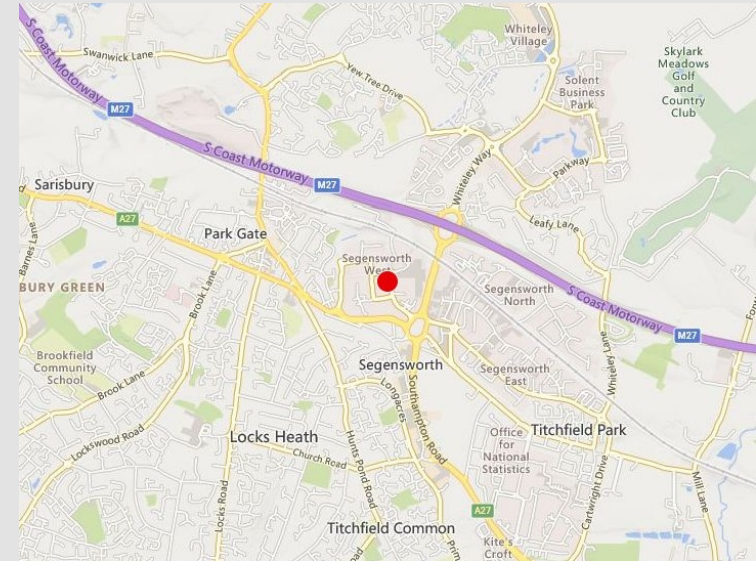 Whiteley
Village
S Coast Motorway
Swanwick Lane
Skylark
Meadows
Golf
and
Country
Club
Yew Tree Drive
Solent
Business
Park
M27
S Coast Motorway
Whiteley Way
Parkway
Sarisbury
M27
A27
Leafy Lane
Barnes Lane
Park Gate
Segensworth
West
BURY GREEN
Brook Lane
Segensworth
North
S Coast Motorway
M27
Brookfield
Community
School
Brook Lane
Segensworth
Longacres
Southampton Road
Segensworth
East
Whiteley Lane
Lockswood Road
Locks Heath
Hunts Pond Road
Church Road
Office
for
National
Statistics
Titchfield Park
Cartwright Drive
Mill Lane
Locks Road
A27
Titchfield Common
Kite's
Croft